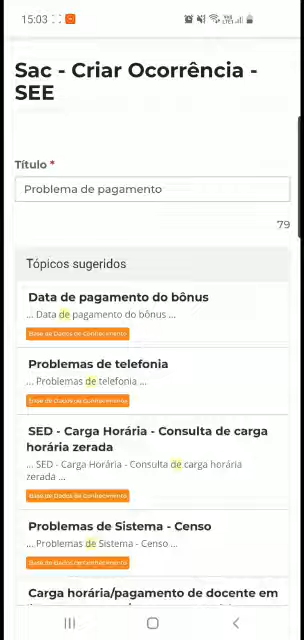 15:03
Sac - Criar Ocorrência -
SEE
Título *
Problema de pagamento
79
Tópicos sugeridos
Data de pagamento do bônus
... Data de pagamento do bônus ...
Base de Dados de Conhecimento
Problemas de telefonia
... Problemas de telefonia ...
Base de Dados de Conhecimento
SED - Carga Horária - Consulta de carga
horária zerada
... SED - Carga Horária - Consulta de carga horária
zerada ...
Base de Dados de Conhecimento
Problemas de Sistema - Censo
... Problemas de Sistema - Censo ...
Base de Dados de Conhecimento
Carga horária/pagamento de docente em